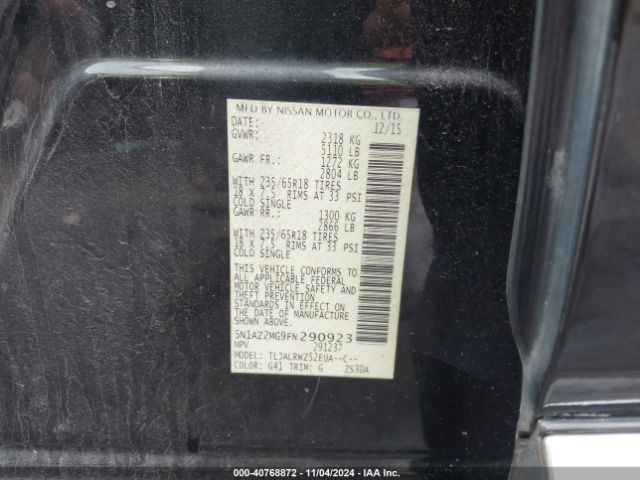 MFD BY NISSAN MOTOR CO., LTD.
DATE: 12/15
GVWR: 2318 KG
5110 LB
GAWR FR.: 1272 KG
2804 LB
WITH 235/65R18 TIRES
18 X 7.5 RIMS AT 33 PSI
COLD SINGLE
GAWR RR.: 1300 KG
2866 LB
WITH 235/65R18 TIRES
18 X 7.5 RIMS AT 33 PSI
COLD SINGLE
THIS VEHICLE CONFORMS TO
ALL APPLICABLE FEDERAL
MOTOR VEHICLE SAFETY AND
THEFT PREVENTION
STANDARDS IN EFFECT ON
THE DATE OF MANUFACTURE
SHOWN ABOVE.
5N1AZ2MG9FN290923
MPV 291237
MODEL: TLJALRWZ52EUA--C--
COLOR: G41 TRIM: G ZS30A
000-40768872 - 11/04/2024 - IAA Inc.